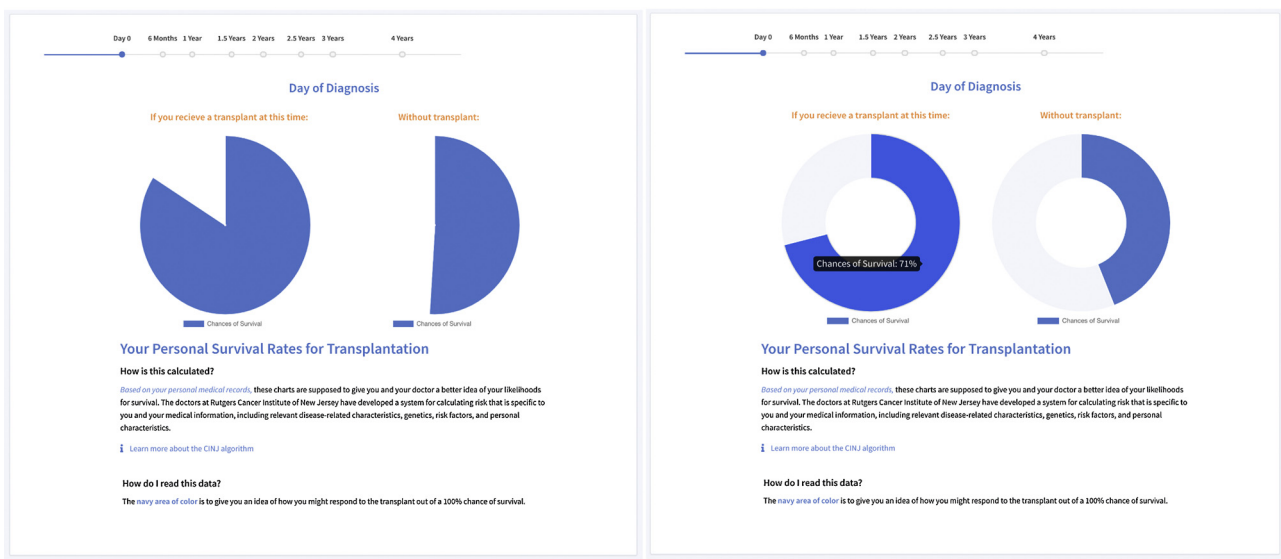 Day 0 6 Months 1 Year 1.5 Years 2 Years 2.5 Years 3 Years 4 Years
Day of Diagnosis
If you recieve a transplant at this time: Without transplant:
Chances of Survival Chances of Survival
Your Personal Survival Rates for Transplantation
How is this calculated?
Based on your personal medical records, these charts are supposed to give you and your doctor a better idea of your likelihoods
for survival. The doctors at Rutgers Cancer Institute of New Jersey have developed a system for calculating risk that is specific to
you and your medical information, including relevant disease-related characteristics, genetics, risk factors, and personal
characteristics.
i Learn more about the CINJ algorithm
How do I read this data?
The navy area of color is to give you an idea of how you might respond to the transplant out of a 100% chance of survival.
Day 0 6 Months 1 Year 1.5 Years 2 Years 2.5 Years 3 Years 4 Years
Day of Diagnosis
If you recieve a transplant at this time: Without transplant:
Chances of Survival: 71%
Chances of Survival Chances of Survival
Your Personal Survival Rates for Transplantation
How is this calculated?
Based on your personal medical records, these charts are supposed to give you and your doctor a better idea of your likelihoods
for survival. The doctors at Rutgers Cancer Institute of New Jersey have developed a system for calculating risk that is specific to
you and your medical information, including relevant disease-related characteristics, genetics, risk factors, and personal
characteristics.
i Learn more about the CINJ algorithm
How do I read this data?
The navy area of color is to give you an idea of how you might respond to the transplant out of a 100% chance of survival.